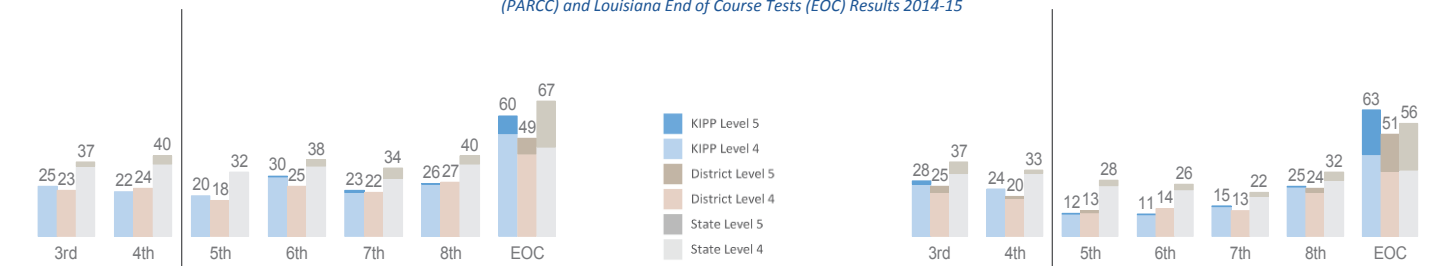 (PARCC) and Louisiana End of Course Tests (EOC) Results 2014-15
25 23 37
22 24 40
20 18 32
30 25 38
23 22 34
26 27 40
60 49 67
3rd 4th 5th 6th 7th 8th EOC
KIPP Level 5
KIPP Level 4
District Level 5
District Level 4
State Level 5
State Level 4
28 25 37
24 20 33
12 13 28
11 14 26
15 13 22
25 24 32
63 51 56
3rd 4th 5th 6th 7th 8th EOC